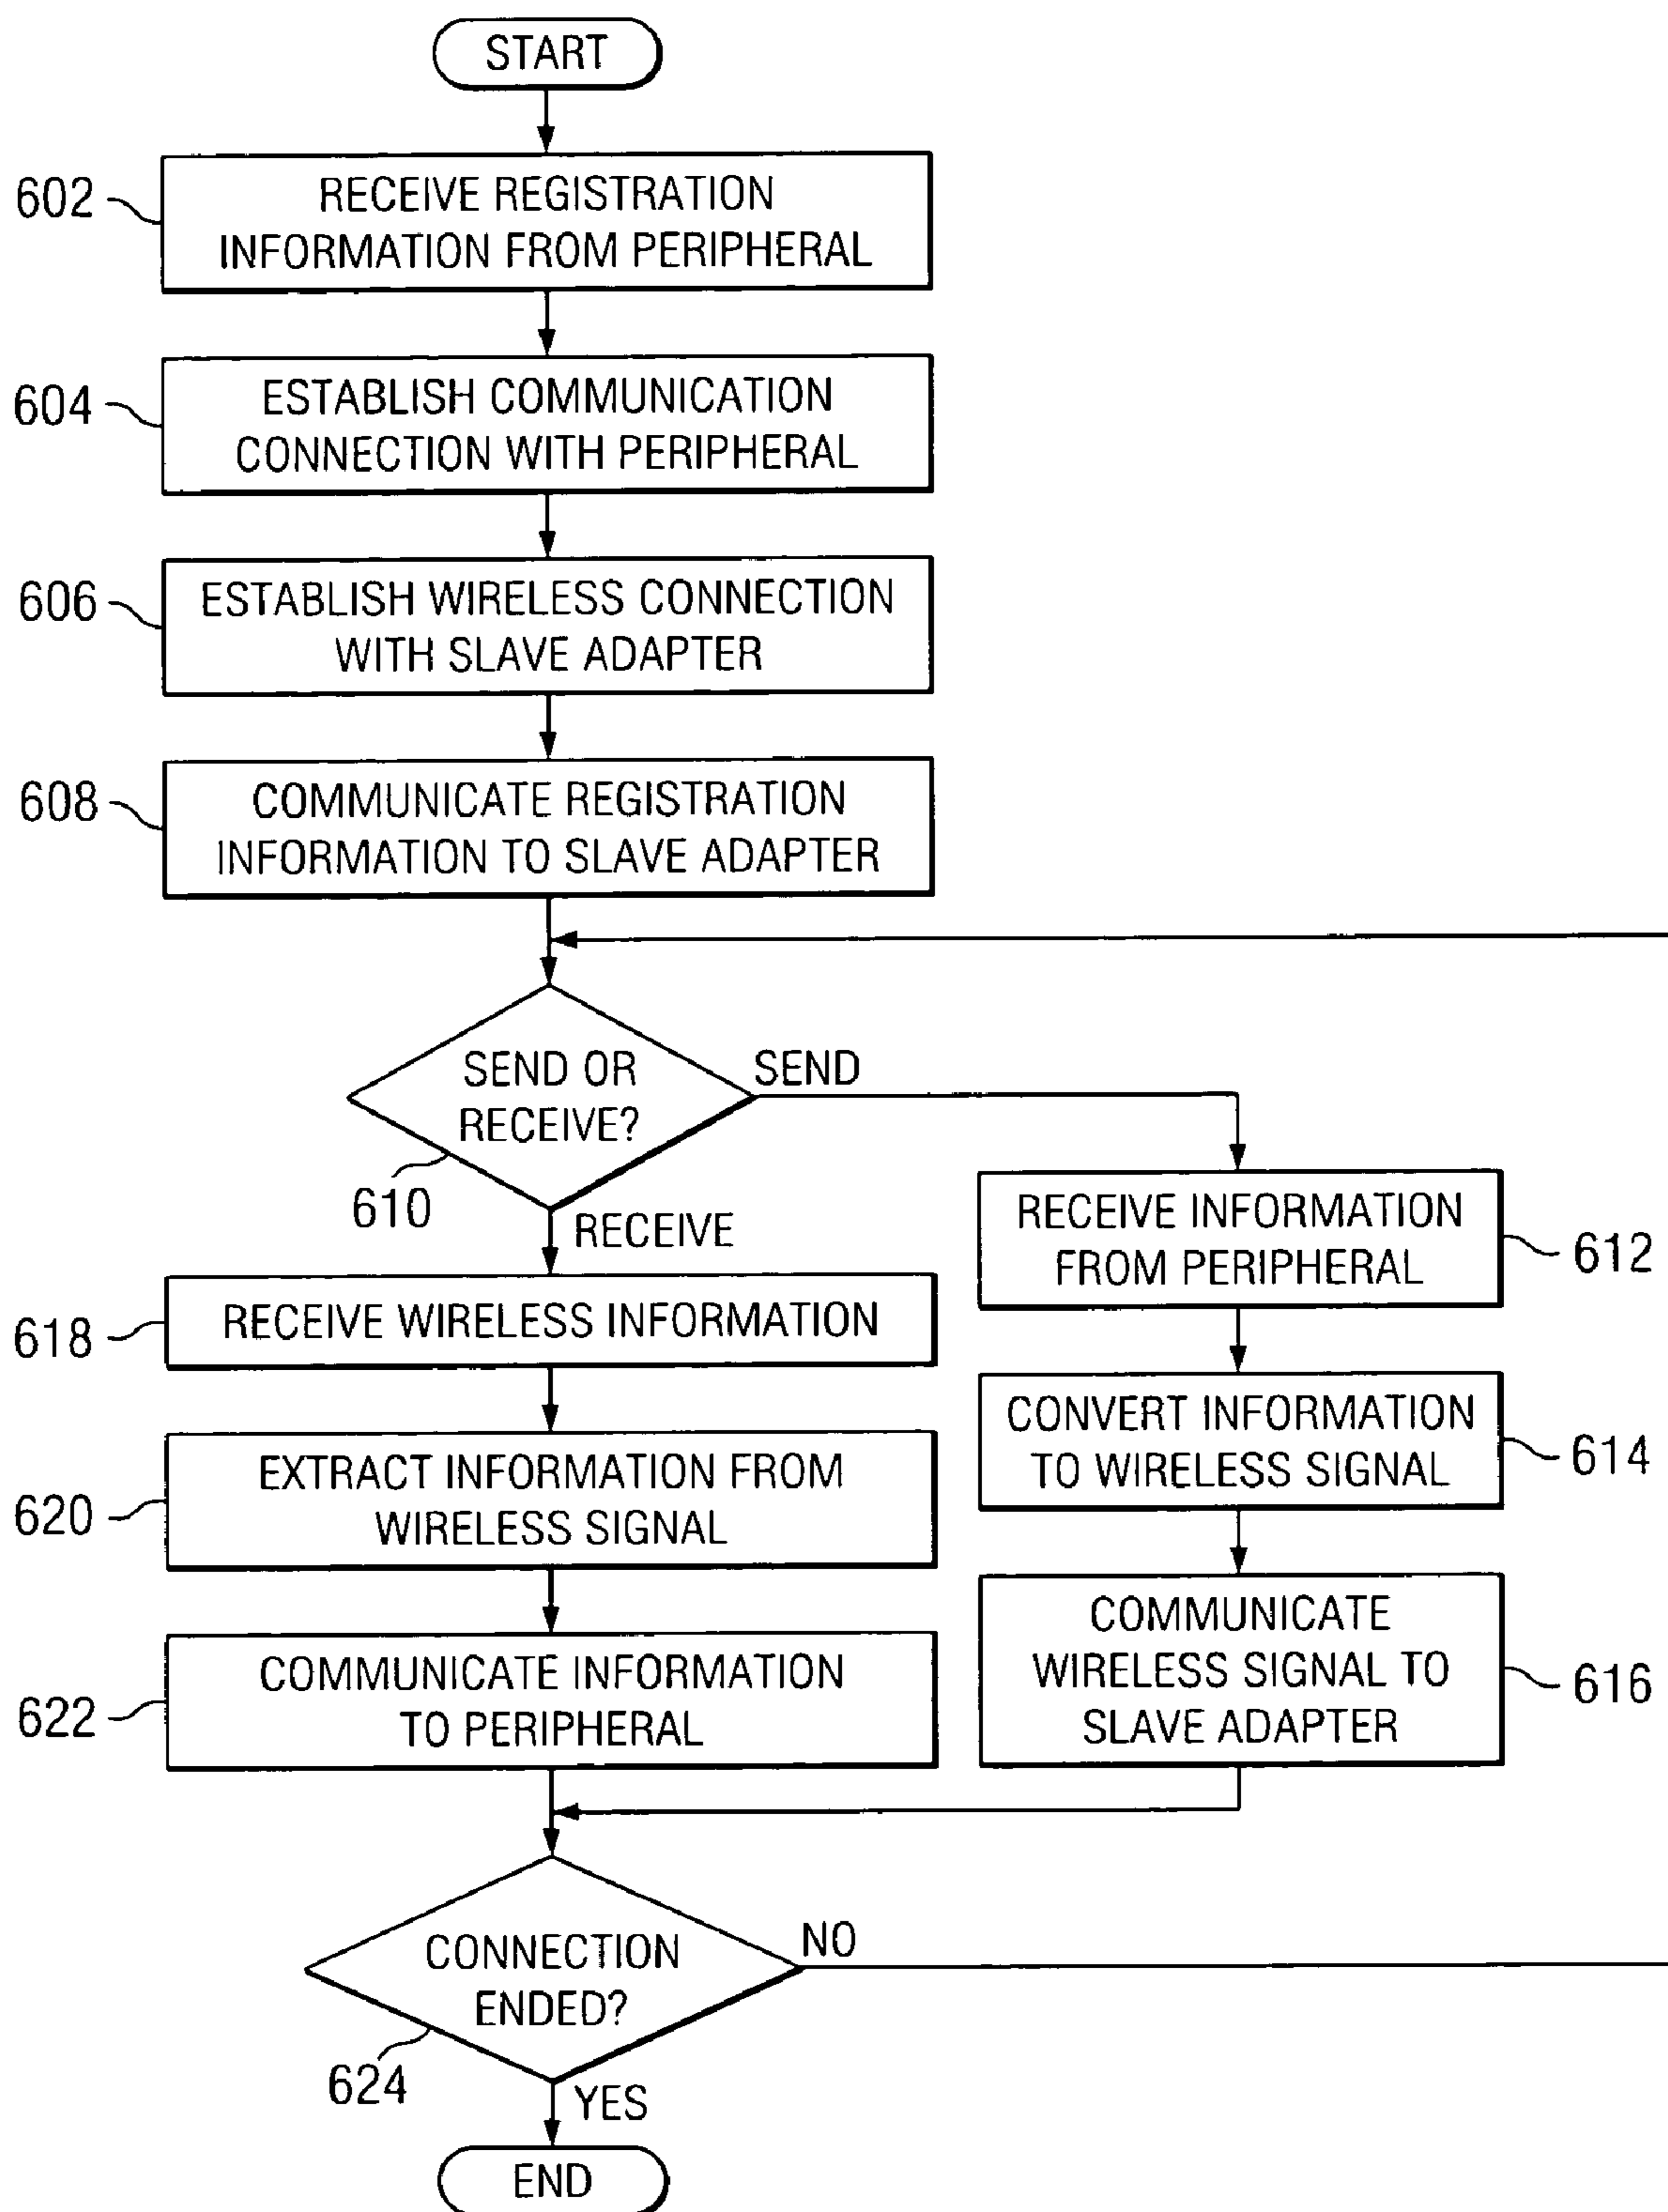 START
602
RECEIVE REGISTRATION
INFORMATION FROM PERIPHERAL
604
ESTABLISH COMMUNICATION
CONNECTION WITH PERIPHERAL
606
ESTABLISH WIRELESS CONNECTION
WITH SLAVE ADAPTER
608
COMMUNICATE REGISTRATION
INFORMATION TO SLAVE ADAPTER
SEND OR
RECEIVE?
SEND
610
RECEIVE
RECEIVE INFORMATION
FROM PERIPHERAL
612
CONVERT INFORMATION
TO WIRELESS SIGNAL
614
COMMUNICATE
WIRELESS SIGNAL TO
SLAVE ADAPTER
616
618
RECEIVE WIRELESS INFORMATION
620
EXTRACT INFORMATION FROM
WIRELESS SIGNAL
622
COMMUNICATE INFORMATION
TO PERIPHERAL
CONNECTION
ENDED?
NO
624
YES
END